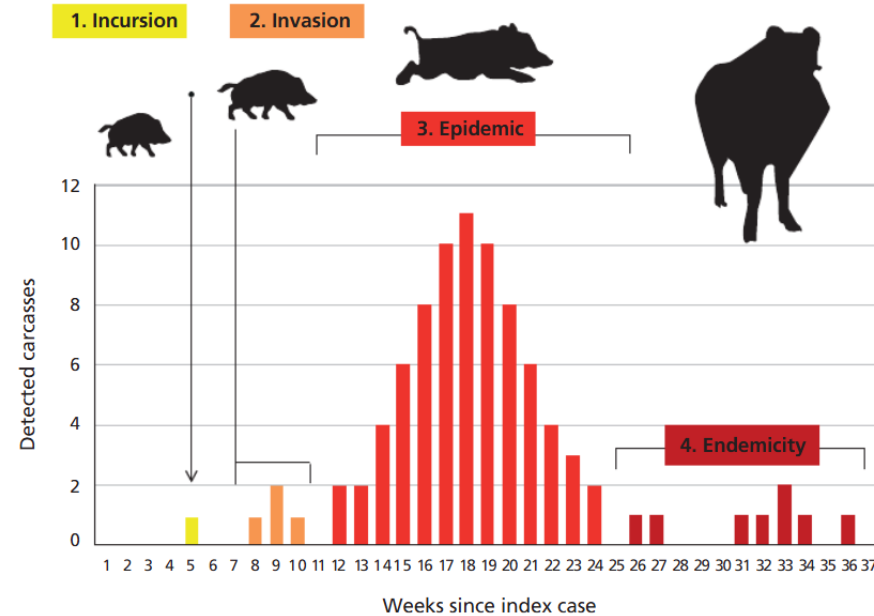 1. Incursion
2. Invasion
3. Epidemic
4. Endemicity
Detected carcasses
12
10
8
6
4
2
0
1 2 3 4 5 6 7 8 9 10 11 12 13 1415 16 17 18 19 20 21 22 23 24 25 26 27 28 29 30 31 32 33 34 35 36 37
Weeks since index case